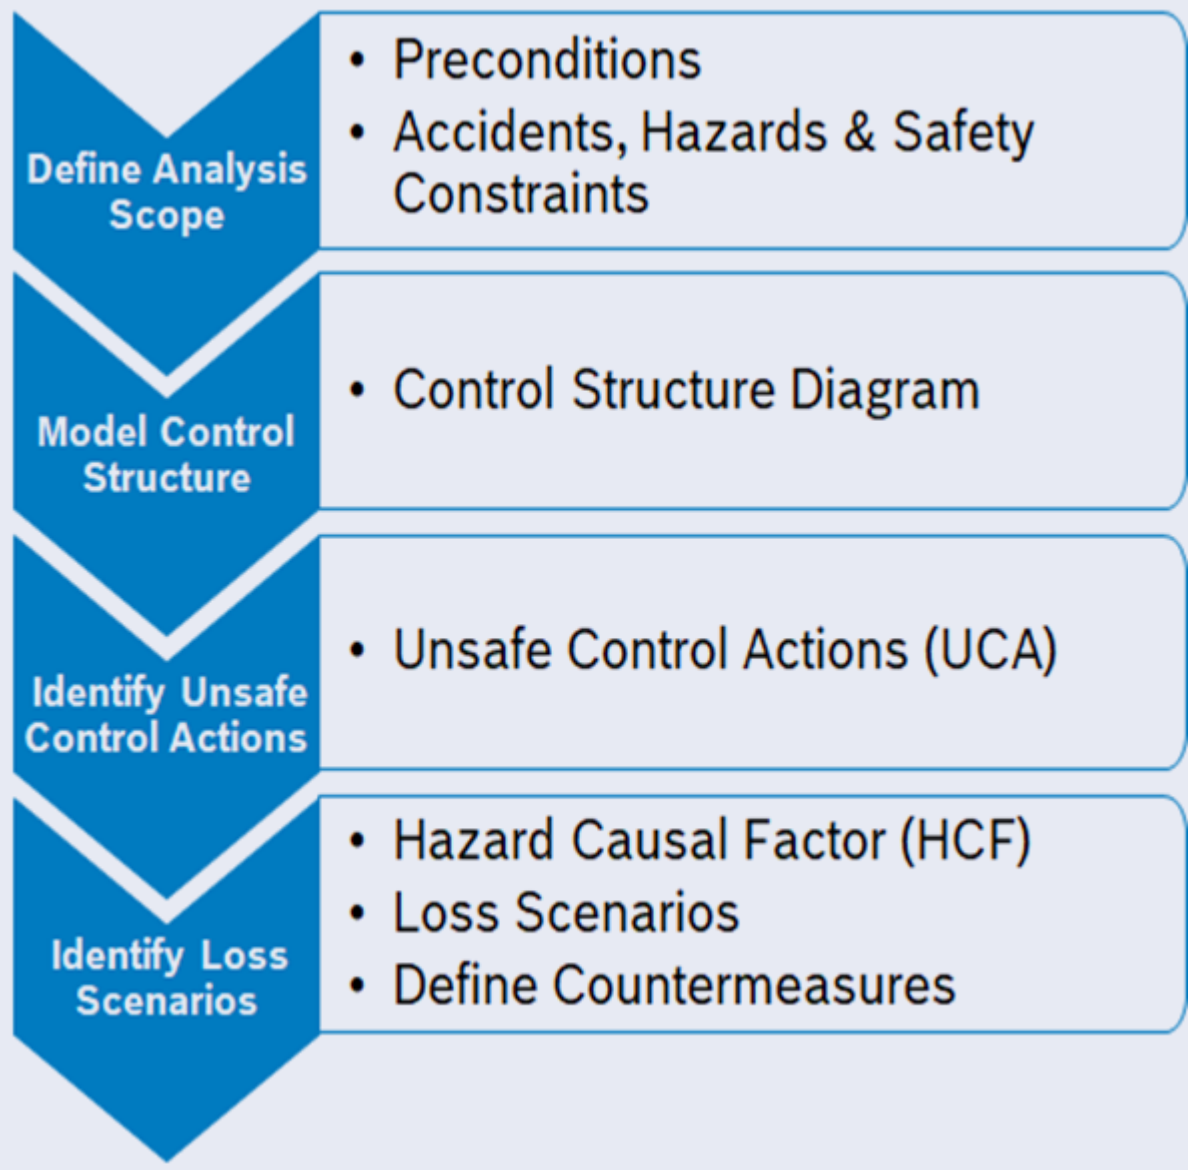 Define Analysis
Scope
• Preconditions
• Accidents, Hazards & Safety
Constraints
Model Control
Structure
• Control Structure Diagram
Identify Unsafe
Control Actions
• Unsafe Control Actions (UCA)
Identify Loss
Scenarios
• Hazard Causal Factor (HCF)
• Loss Scenarios
• Define Countermeasures